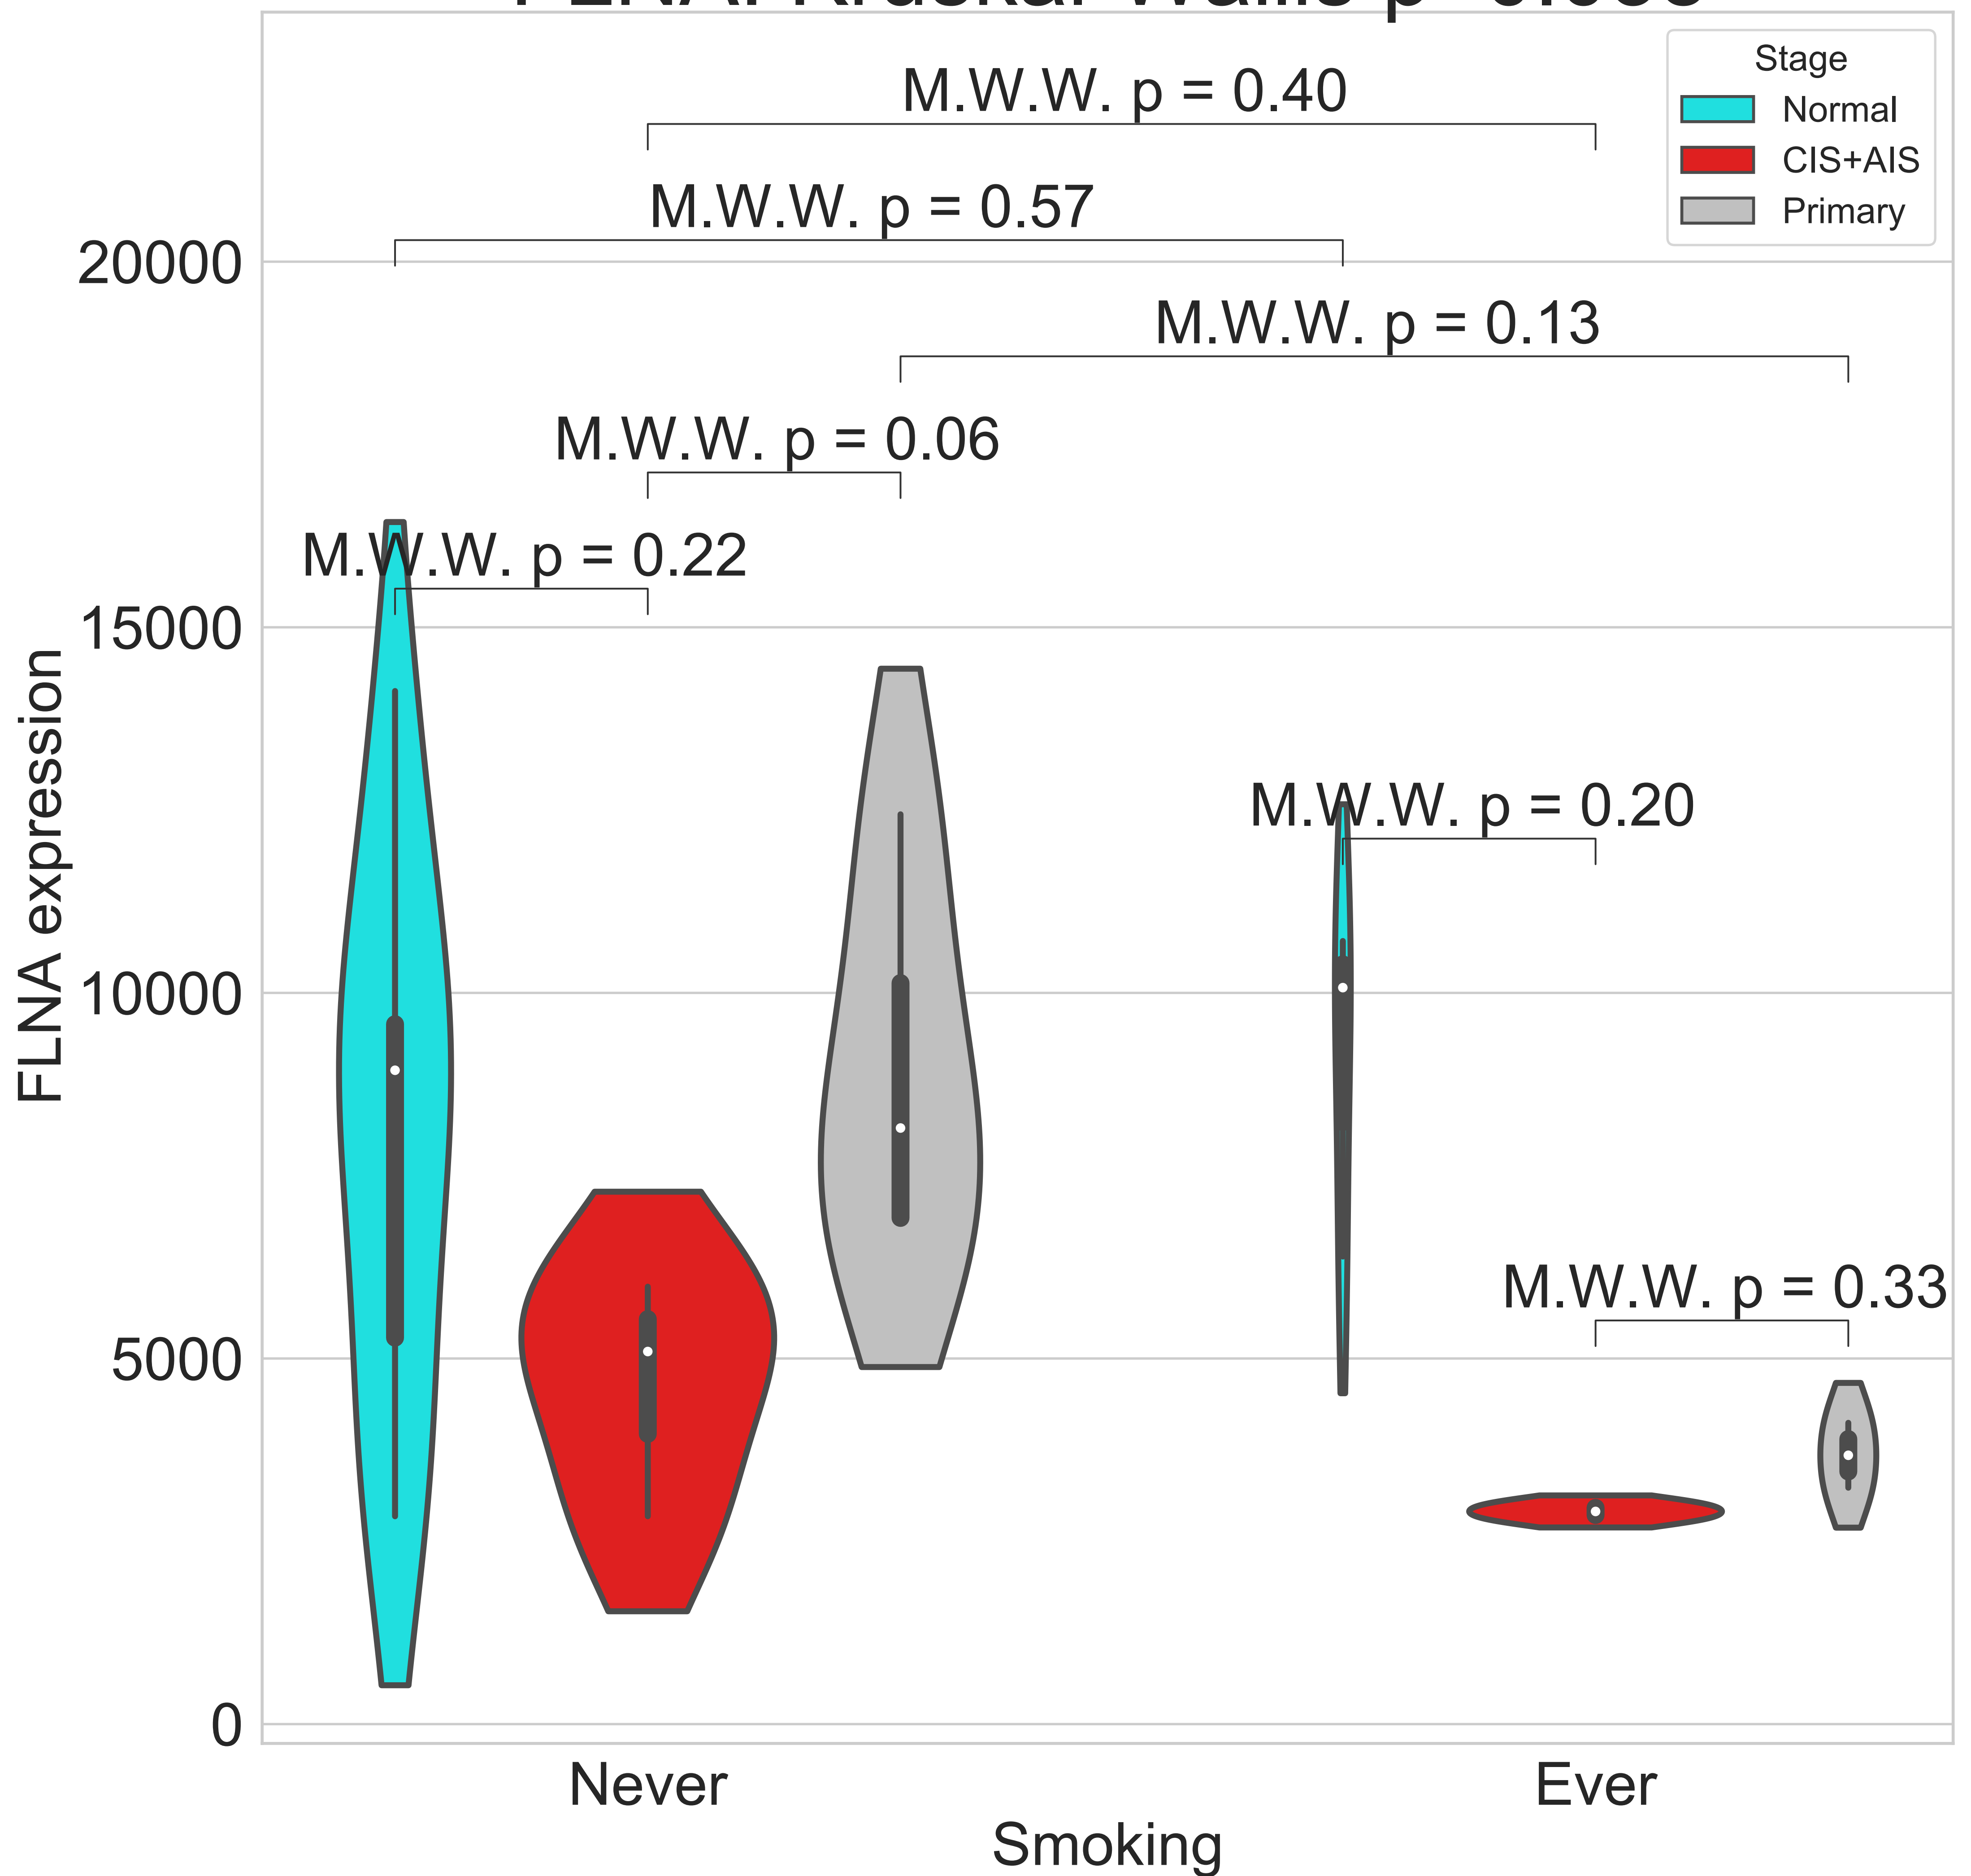 Stage
Normal
CIS+AIS
Primary
M.W.W. p = 0.40
M.W.W. p = 0.57
M.W.W. p = 0.13
M.W.W. p = 0.06
M.W.W. p = 0.22
M.W.W. p = 0.20
M.W.W. p = 0.33
20000
15000
10000
5000
0
FLNA expression
Never
Ever
Smoking